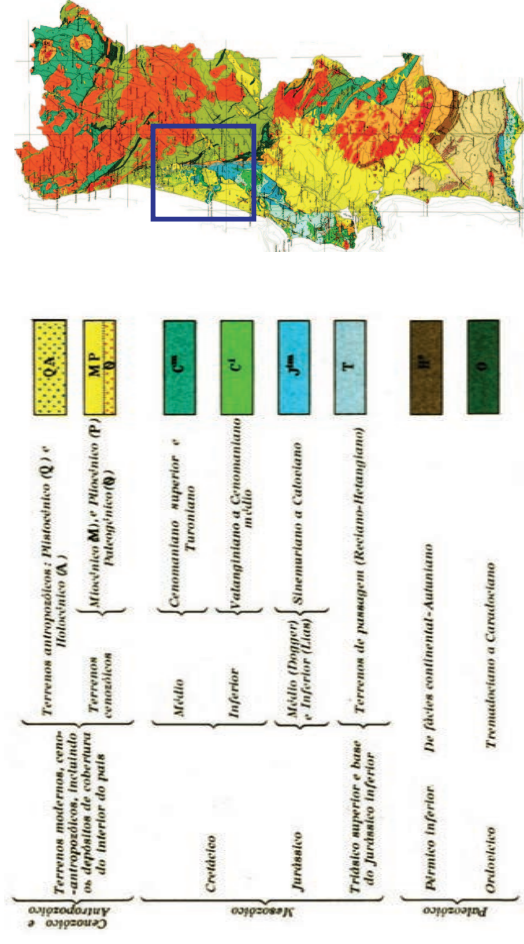 Cenozóico e
Antropozóico
Terrenos modernos, ceno-
-antropozóicos, incluindo
os depósitos de cobertura
do interior do país
Terrenos antropozóicos: Plistocénico (Q) e
Holocénico (A)
QA
Terrenos
cenozóicos
Miocénico (M), e Pliocénico (P)
Paleogénico (Ø)
MP
Ø
Mesozóico
Cretácico
Médio
Cenomaniano superior e
Turoniano
Cm
Inferior
Valanginiano a Cenomaniano
médio
C1
Jurássico
Médio (Dogger)
e Inferior (Lias)
Sinemuriano a Caloviano
Jim
Triásico superior e base
do Jurássico inferior
Terrenos de passagem (Reciano-Hetangiano)
T
Paleozóico
Pérmico inferior
De fácies continental-Autuniano
Ordovícico
Tremadociano a Caradociano
O